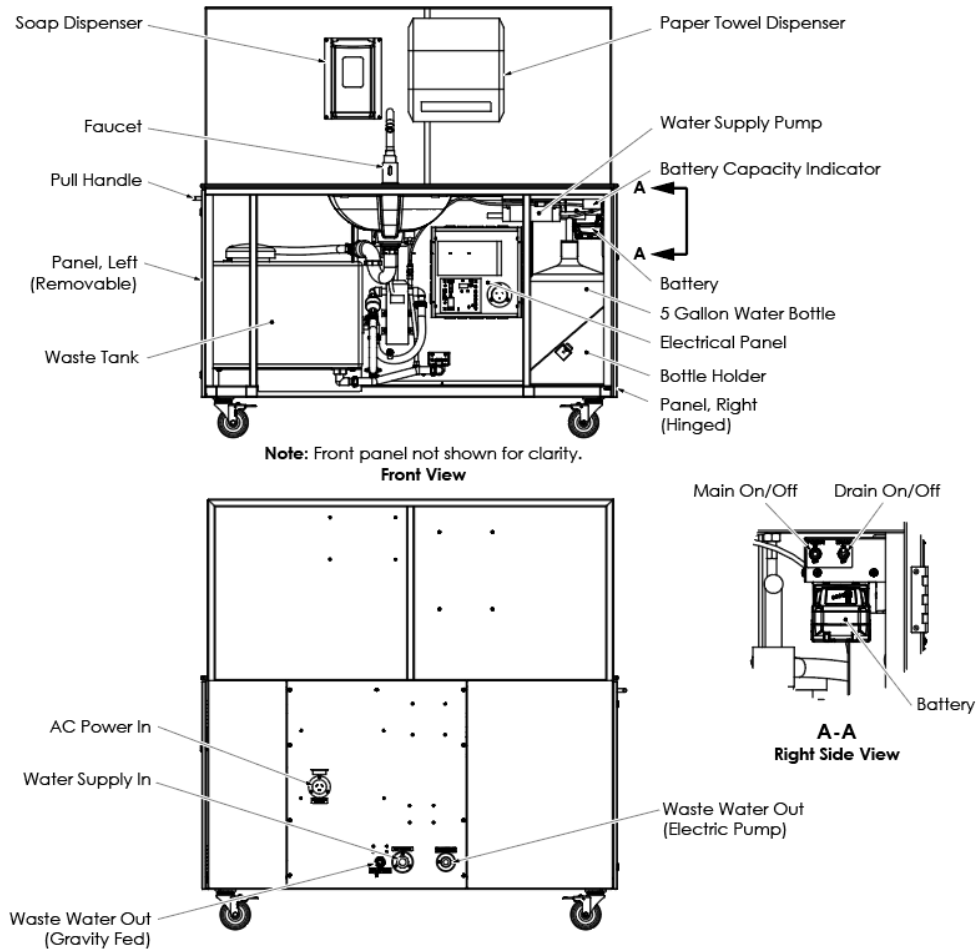 Soap Dispenser
Paper Towel Dispenser
Faucet
Water Supply Pump
Pull Handle
Battery Capacity Indicator
A
A
Panel, Left
(Removable)
Battery
5 Gallon Water Bottle
Waste Tank
Electrical Panel
Bottle Holder
Panel, Right
(Hinged)
Note: Front panel not shown for clarity.
Front View
Main On/Off
Drain On/Off
Battery
A-A
Right Side View
AC Power In
Water Supply In
Waste Water Out
(Electric Pump)
Waste Water Out
(Gravity Fed)